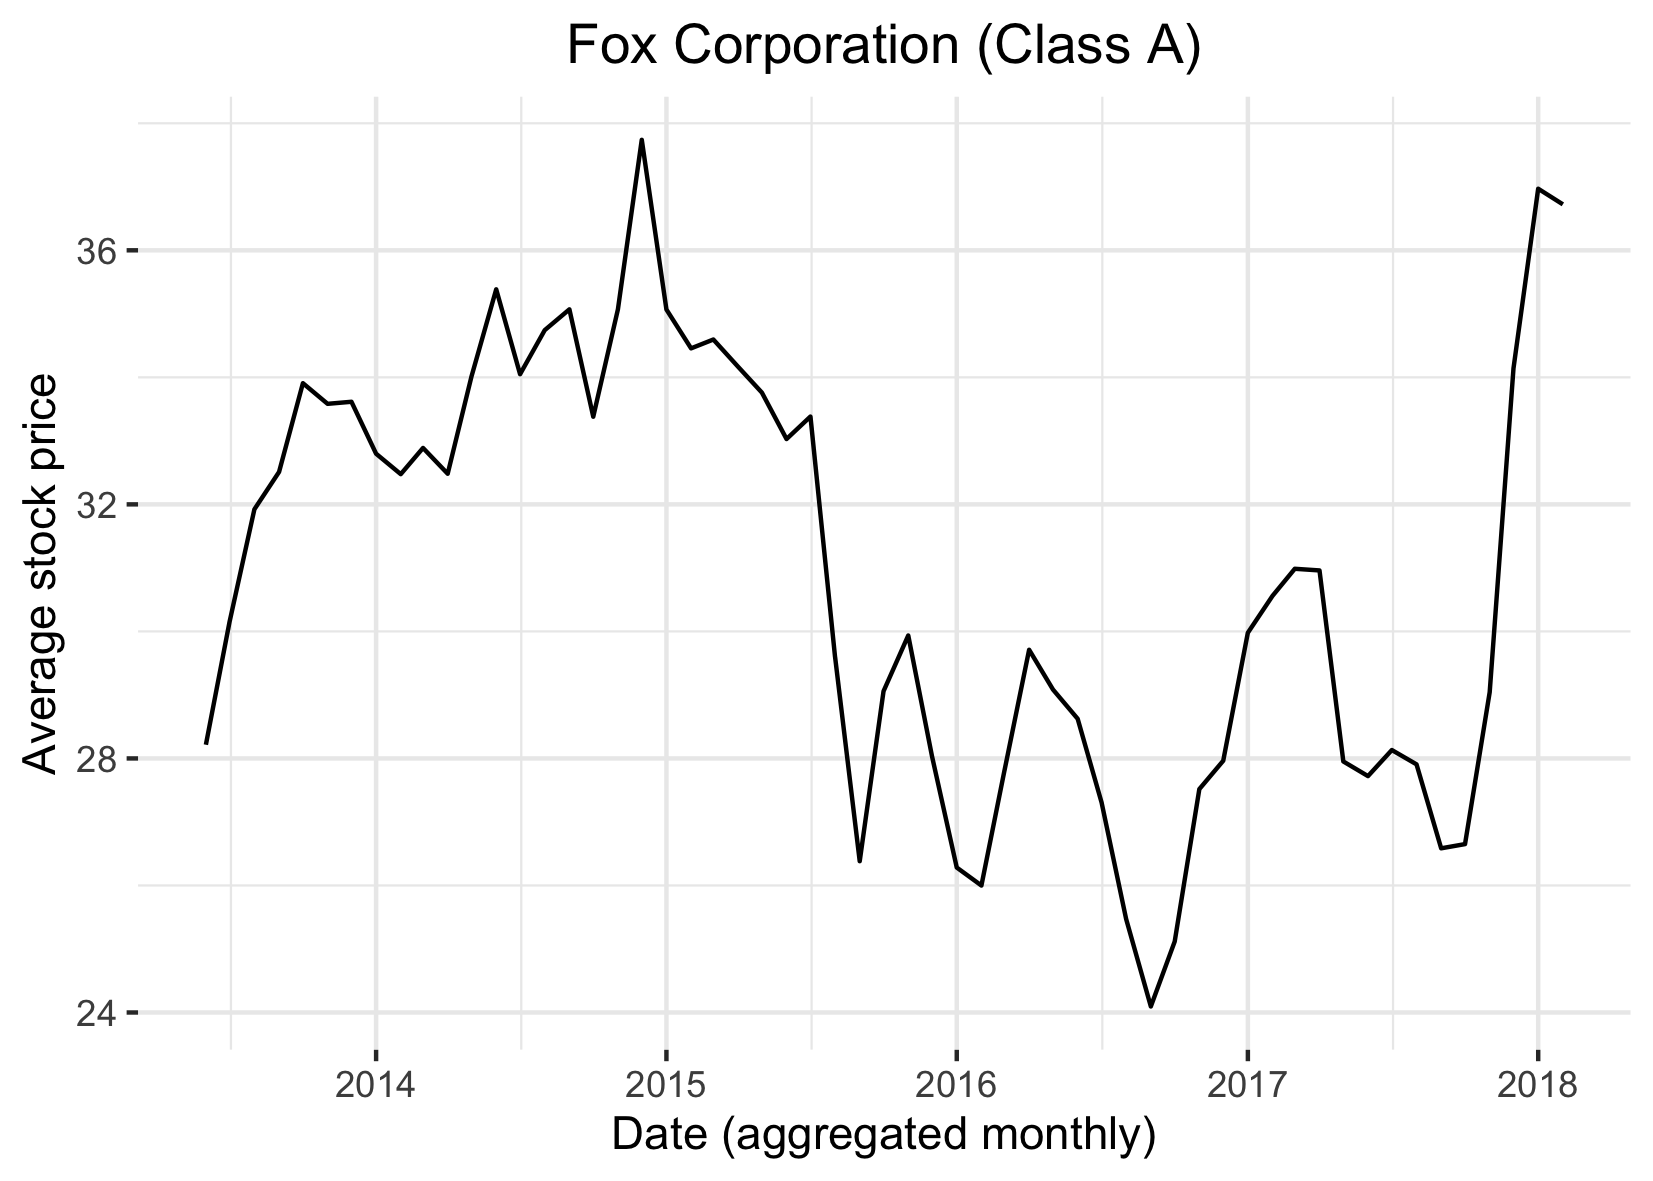 Fox Corporation (Class A)
Average stock price
36
32
28
24
2014 2015 2016 2017 2018
Date (aggregated monthly)